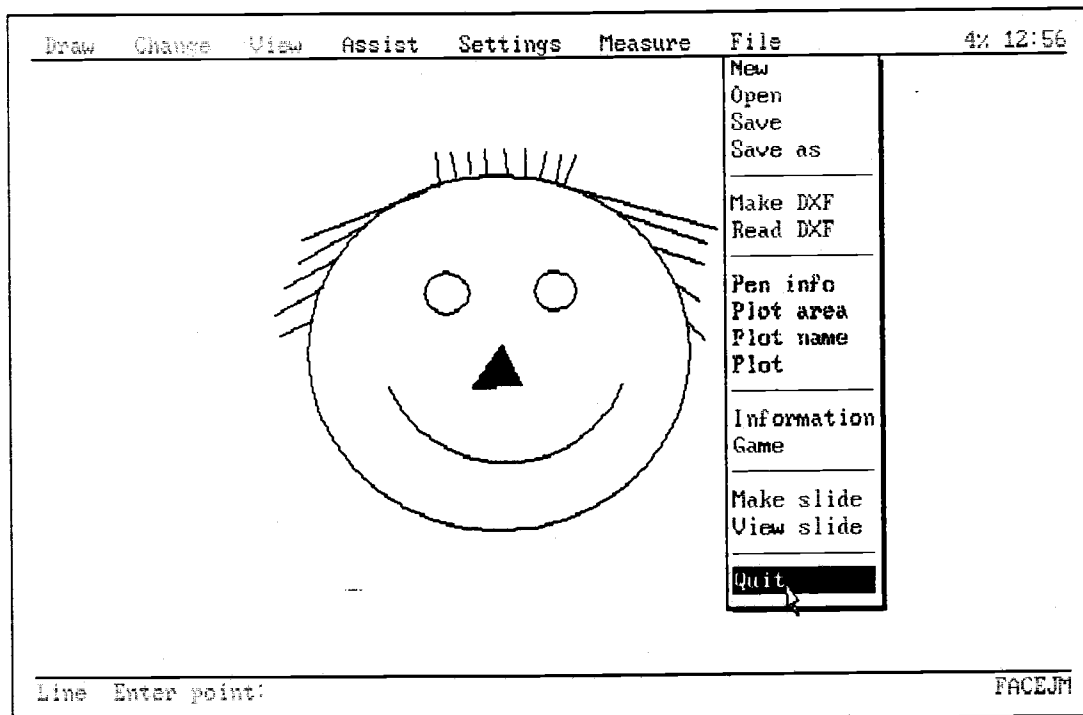 Draw Change View Assist Settings Measure File 4% 12:56
New
Open
Save
Save as
Make DXF
Read DXF
Pen info
Plot area
Plot name
Plot
Information
Game
Make slide
View slide
Quit
Line Enter point:
FACEJM